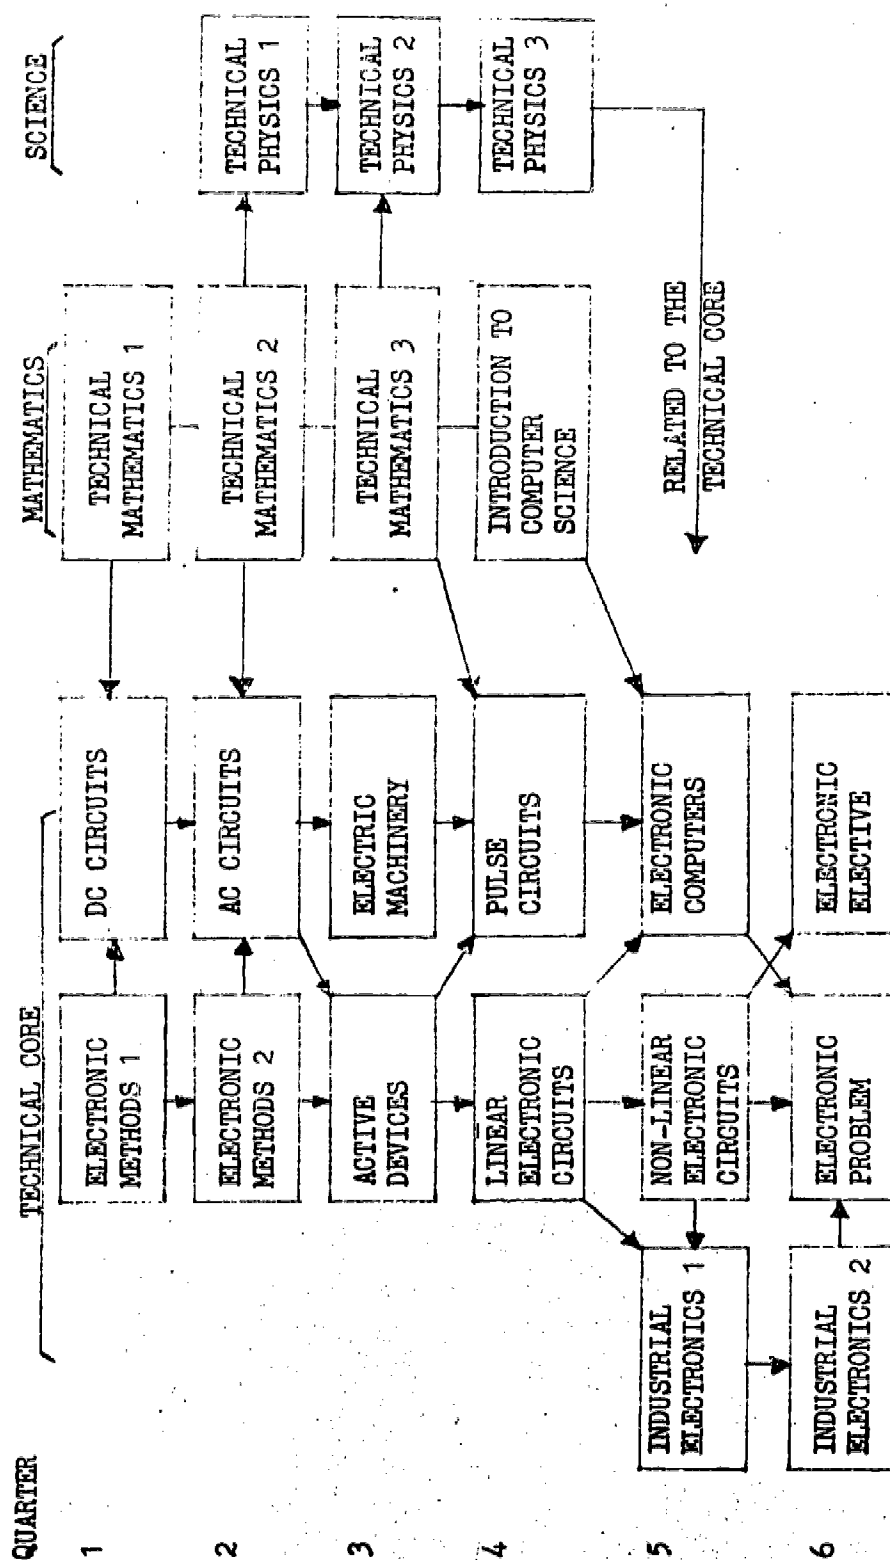 QUARTER
TECHNICAL CORE
MATHEMATICS
SCIENCE
1
ELECTRONIC
METHODS 1
DC CIRCUITS
TECHNICAL
MATHEMATICS 1
2
ELECTRONIC
METHODS 2
AC CIRCUITS
TECHNICAL
MATHEMATICS 2
TECHNICAL
PHYSICS 1
3
ACTIVE
DEVICES
ELECTRIC
MACHINERY
TECHNICAL
MATHEMATICS 3
TECHNICAL
PHYSICS 2
4
LINEAR
ELECTRONIC
CIRCUITS
PULSE
CIRCUITS
INTRODUCTION TO
COMPUTER
SCIENCE
TECHNICAL
PHYSICS 3
5
INDUSTRIAL
ELECTRONICS 1
NON-LINEAR
ELECTRONIC
CIRCUITS
ELECTRONIC
COMPUTERS
RELATED TO THE
TECHNICAL CORE
6
INDUSTRIAL
ELECTRONICS 2
ELECTRONIC
PROBLEM
ELECTRONIC
ELECTIVE